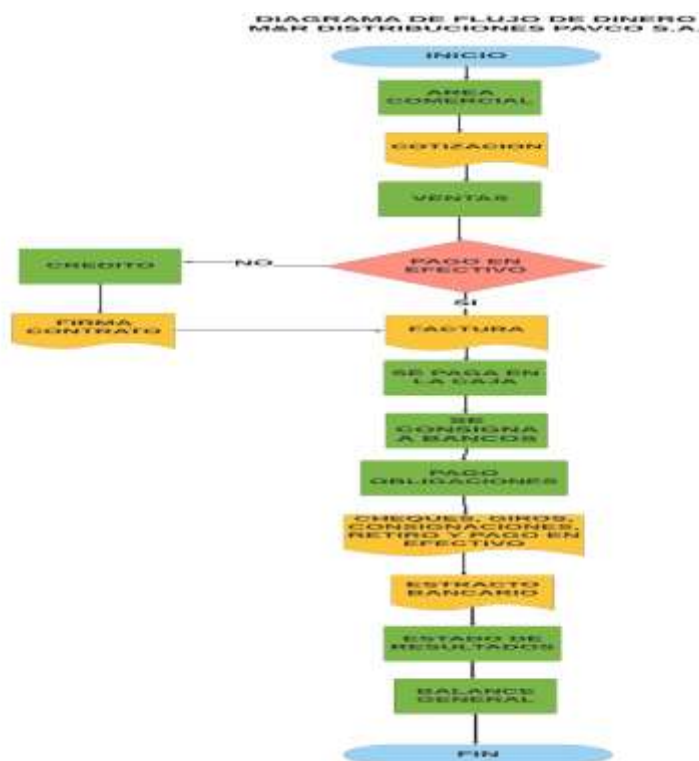 DIAGRAMA DE FLUJO DE DINERO
M&R DISTRIBUCIONES PAVCO S.A.
INICIO
AREA
COMERCIAL
COTIZACION
VENTAS
PAGO EN
EFECTIVO
NO
CREDITO
SI
FIRMA
CONTRATO
FACTURA
SE PAGA EN
LA CAJA
SE
CONSIGNA
A BANCOS
PAGO
OBLIGACIONES
CHEQUES, GIROS,
CONSIGNACIONES,
RETIRO Y PAGO EN
EFECTIVO
ESTRACTO
BANCARIO
ESTADO DE
RESULTADOS
BALANCE
GENERAL
FIN